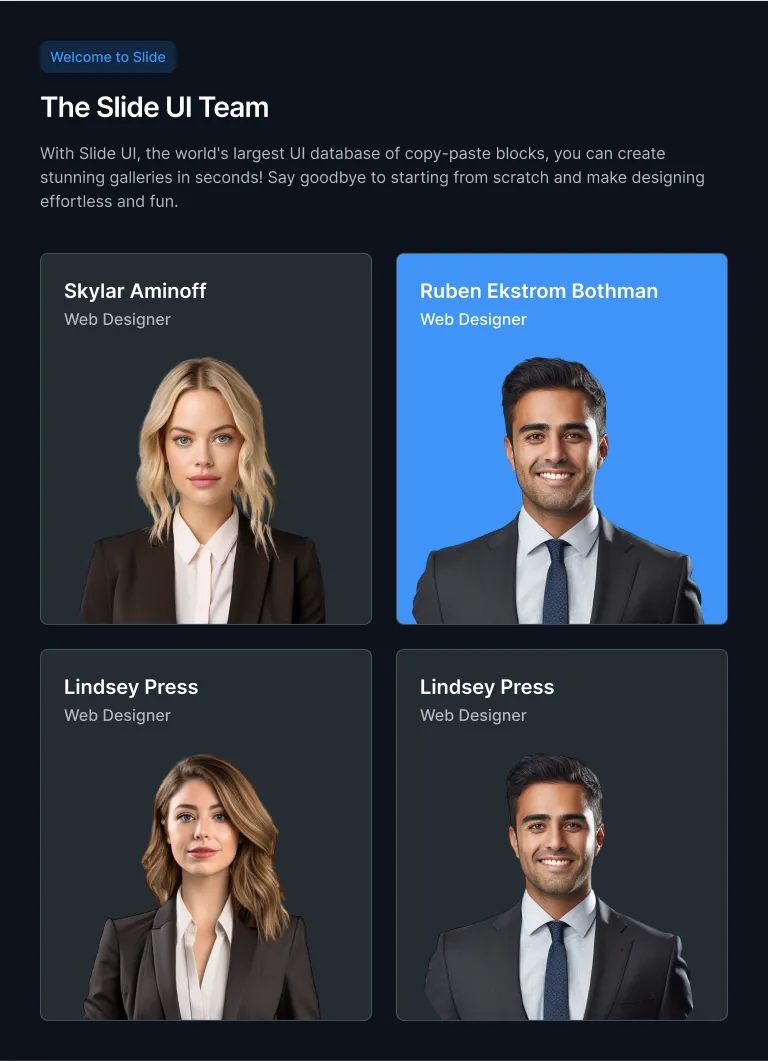 Welcome to Slide
The Slide UI Team
With Slide UI, the world's largest UI database of copy-paste blocks, you can create
stunning galleries in seconds! Say goodbye to starting from scratch and make designing
effortless and fun.
Skylar Aminoff
Web Designer
Ruben Ekstrom Bothman
Web Designer
Lindsey Press
Web Designer
Lindsey Press
Web Designer